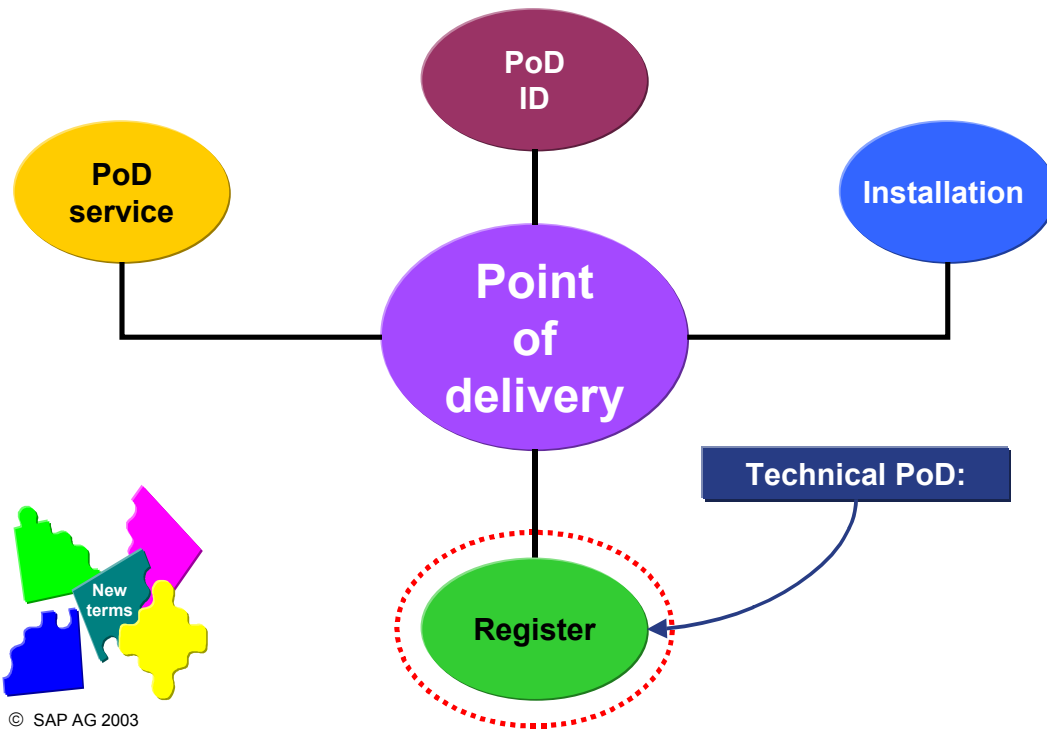 PoD
ID
PoD
service
Installation
Point
of
delivery
Technical PoD:
New
terms
Register
© SAP AG 2003